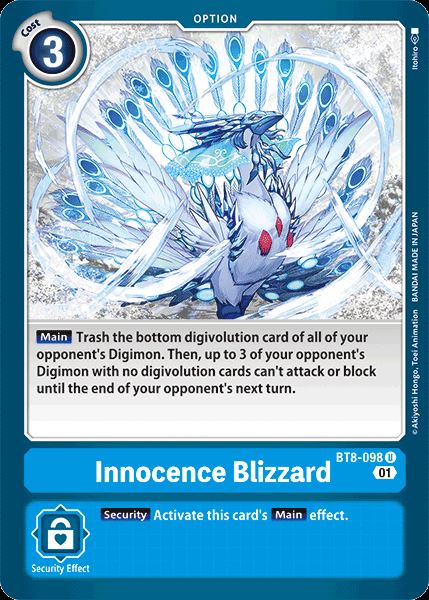 OPTION
Cost
3
Itohiro
Main Trash the bottom digivolution card of all of your
opponent's Digimon. Then, up to 3 of your opponent's
Digimon with no digivolution cards can't attack or block
until the end of your opponent's next turn.
© Akiyoshi Hongo, Toei Animation BANDAI MADE IN JAPAN
Innocence Blizzard
BT8-098 U
01
Security Activate this card's Main effect.
Security Effect